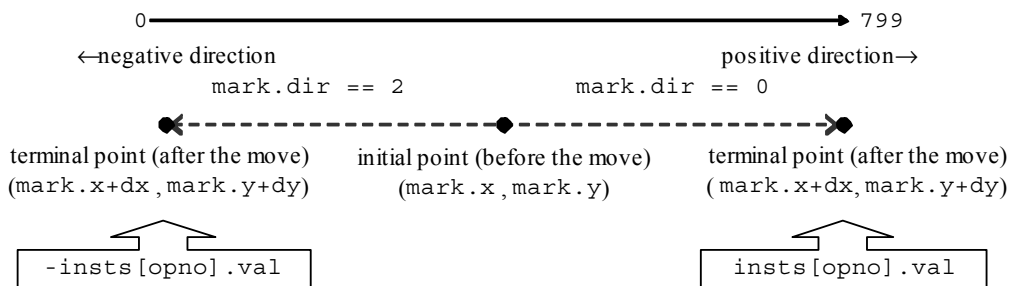 0 799
←negative direction positive direction→
mark.dir == 2 mark.dir == 0
terminal point (after the move) initial point (before the move) terminal point (after the move)
(mark.x+dx,mark.y+dy) (mark.x,mark.y) (mark.x+dx,mark.y+dy)
-insts[opno].val insts[opno].val